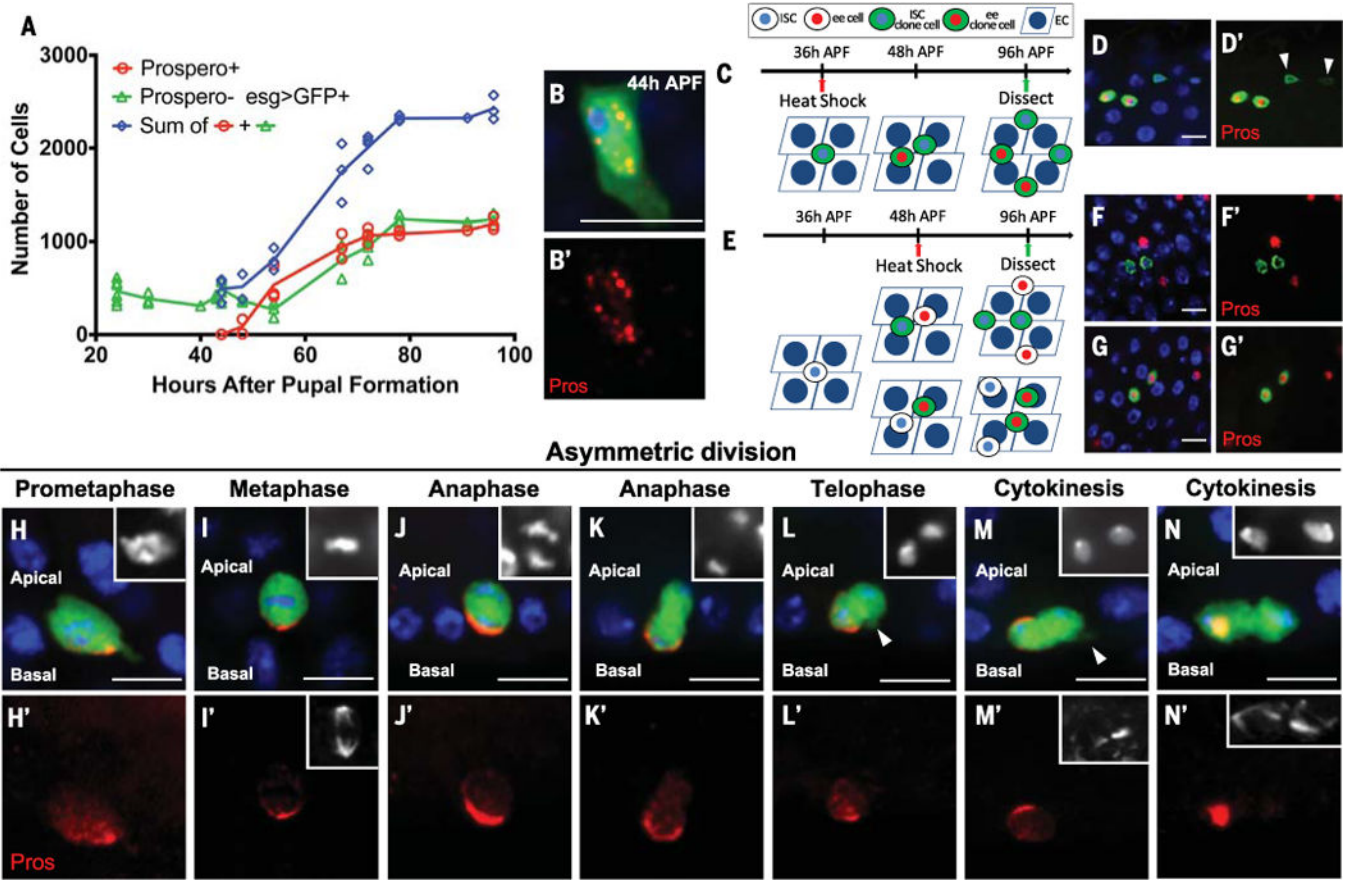 A
3000
2000
1000
0
Number of Cells
Prospero+
Prospero- esg>GFP+
Sum of + +
20 40 60 80 100
Hours After Pupal Formation
B
44h APF
B'
Pros
ISC
ee cell
ISC
clone cell
ee
clone cell
EC
C
36h APF 48h APF 96h APF
Heat Shock
Dissect
D
D'
Pros
E
36h APF 48h APF 96h APF
Heat Shock
Dissect
F
F'
Pros
G
G'
Pros
Asymmetric division
Prometaphase Metaphase Anaphase Anaphase Telophase Cytokinesis Cytokinesis
H
Apical
Basal
I
Apical
Basal
J
Apical
Basal
K
Apical
Basal
L
Apical
Basal
M
Apical
Basal
N
Apical
Basal
H'
Pros
I'
J'
K'
L'
M'
N'